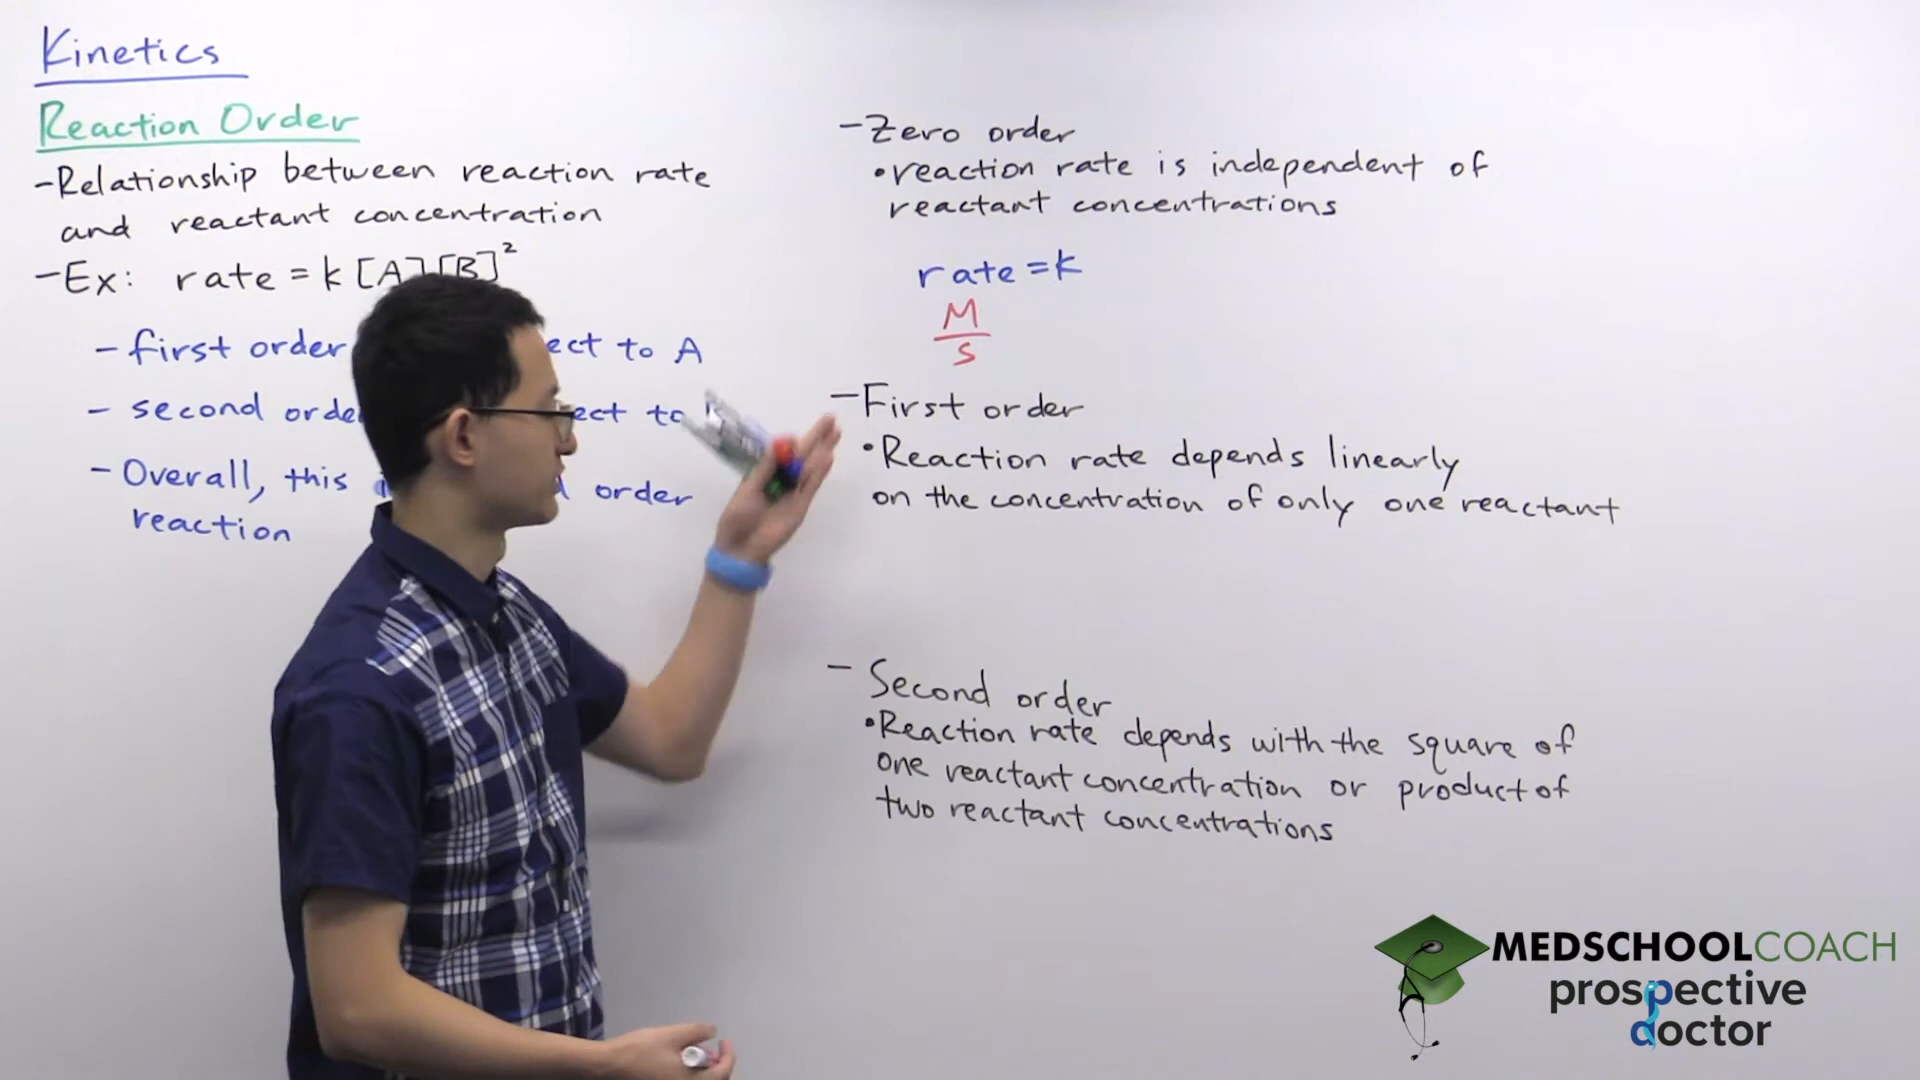 Kinetics
Reaction Order
-Relationship between reaction rate
and reactant concentration
-Ex: rate = k [A] [B]²
- first order ect to A
- second orde ect to
- Overall, this order
reaction
-Zero order
•reaction rate is independent of
reactant concentrations
rate = k
M
S
-First order
•Reaction rate depends linearly
on the concentration of only one reactant
- Second order
•Reaction rate depends with the square of
one reactant concentration or product of
two reactant concentrations
MEDSCHOOLCOACH
prospective
doctor